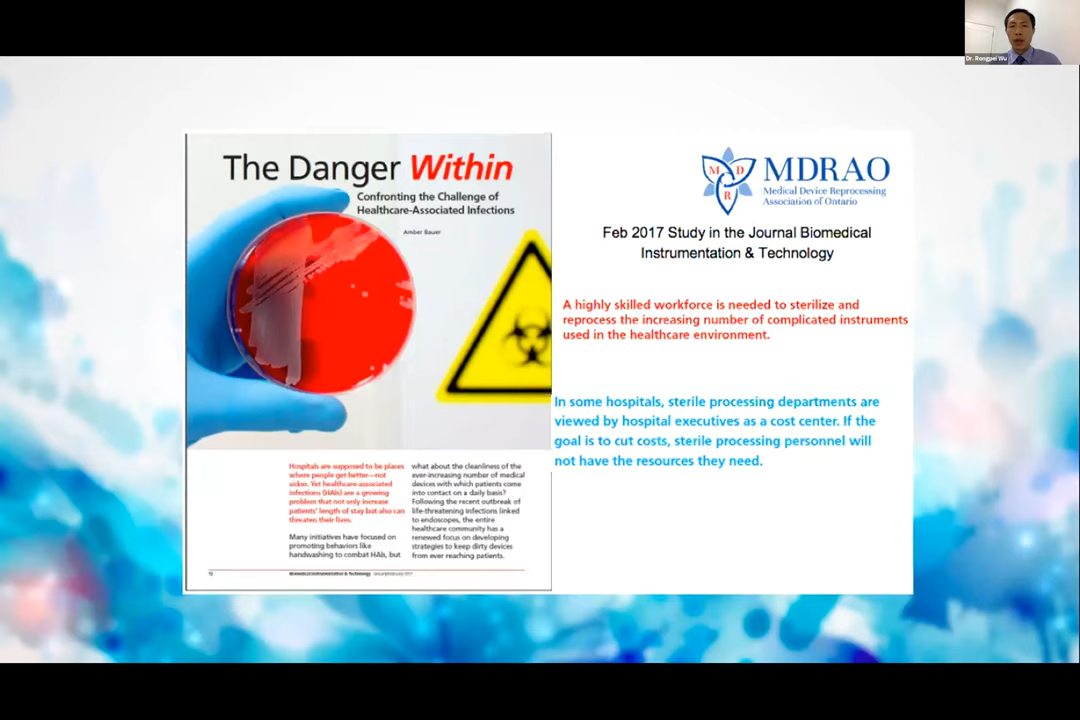 Dr. Rongpei Wu
The Danger Within
Confronting the Challenge of
Healthcare-Associated Infections
Amber Bauer
Hospitals are supposed to be places
where people get better—not
sicker. Yet healthcare-associated
infections (HAIs) are a growing
problem that not only increase
patients' length of stay but also can
threaten their lives.
Many initiatives have focused on
promoting behaviors like
handwashing to combat HAIs, but
what about the cleanliness of the
ever-increasing number of medical
devices with which patients come
into contact on a daily basis?
Following the recent outbreak of
life-threatening infections linked
to endoscopes, the entire
healthcare community has a
renewed focus on developing
strategies to keep dirty devices
from ever reaching patients.
Biomedical Instrumentation & Technology January/February 2017
M D R
MDRAO
Medical Device Reprocessing
Association of Ontario
Feb 2017 Study in the Journal Biomedical
Instrumentation & Technology
A highly skilled workforce is needed to sterilize and
reprocess the increasing number of complicated instruments
used in the healthcare environment.
In some hospitals, sterile processing departments are
viewed by hospital executives as a cost center. If the
goal is to cut costs, sterile processing personnel will
not have the resources they need.